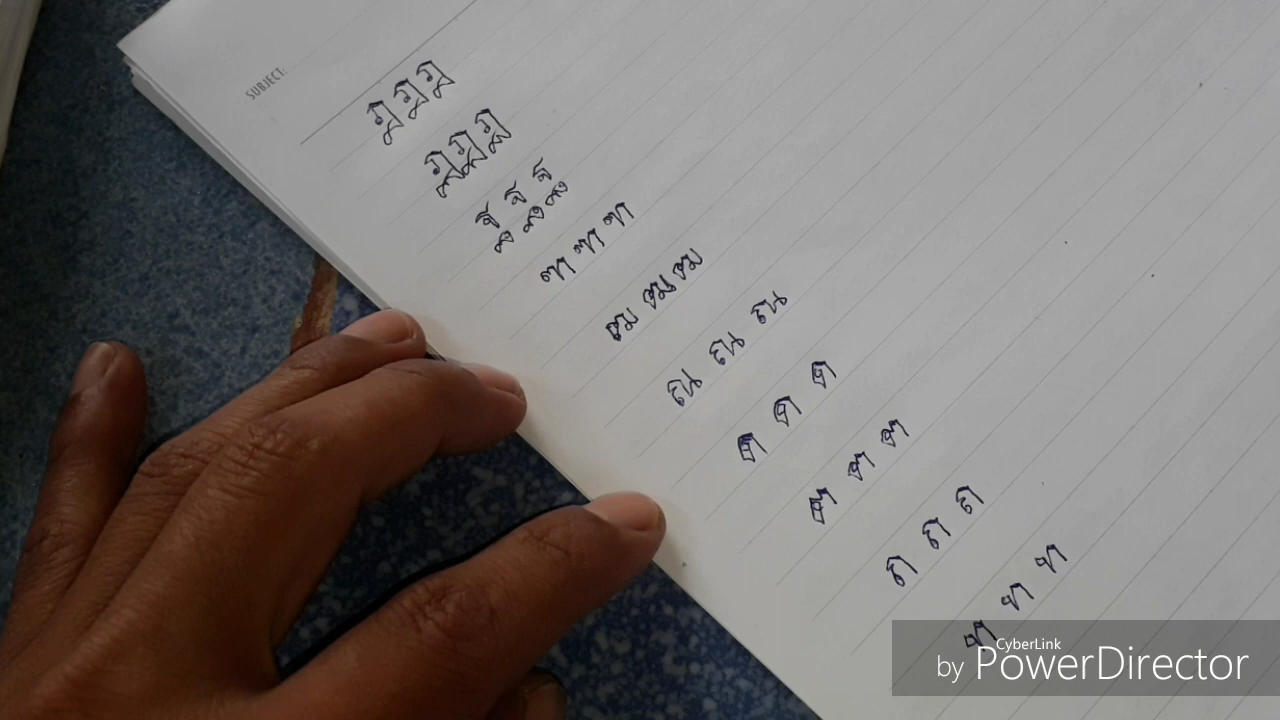 SUBJECT:
ฎ ฎ ฎ
ฏ ฏ ฏ
ฐ ฐ ฐ
ฑ ฑ ฑ
ฒ ฒ ฒ
ณ ณ ณ
ด ด ด
ต ต ต
ถ ถ ถ
ท ท ท
CyberLink
by PowerDirector